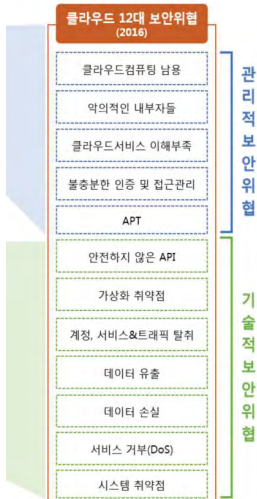 클라우드 12대 보안위협
(2016)
클라우드컴퓨팅 남용
악의적인 내부자들
클라우드서비스 이해부족
불충분한 인증 및 접근관리
APT
관리적보안위협
안전하지 않은 API
가상화 취약점
계정, 서비스&트래픽 탈취
데이터 유출
데이터 손실
서비스 거부(DoS)
시스템 취약점
기술적보안위협